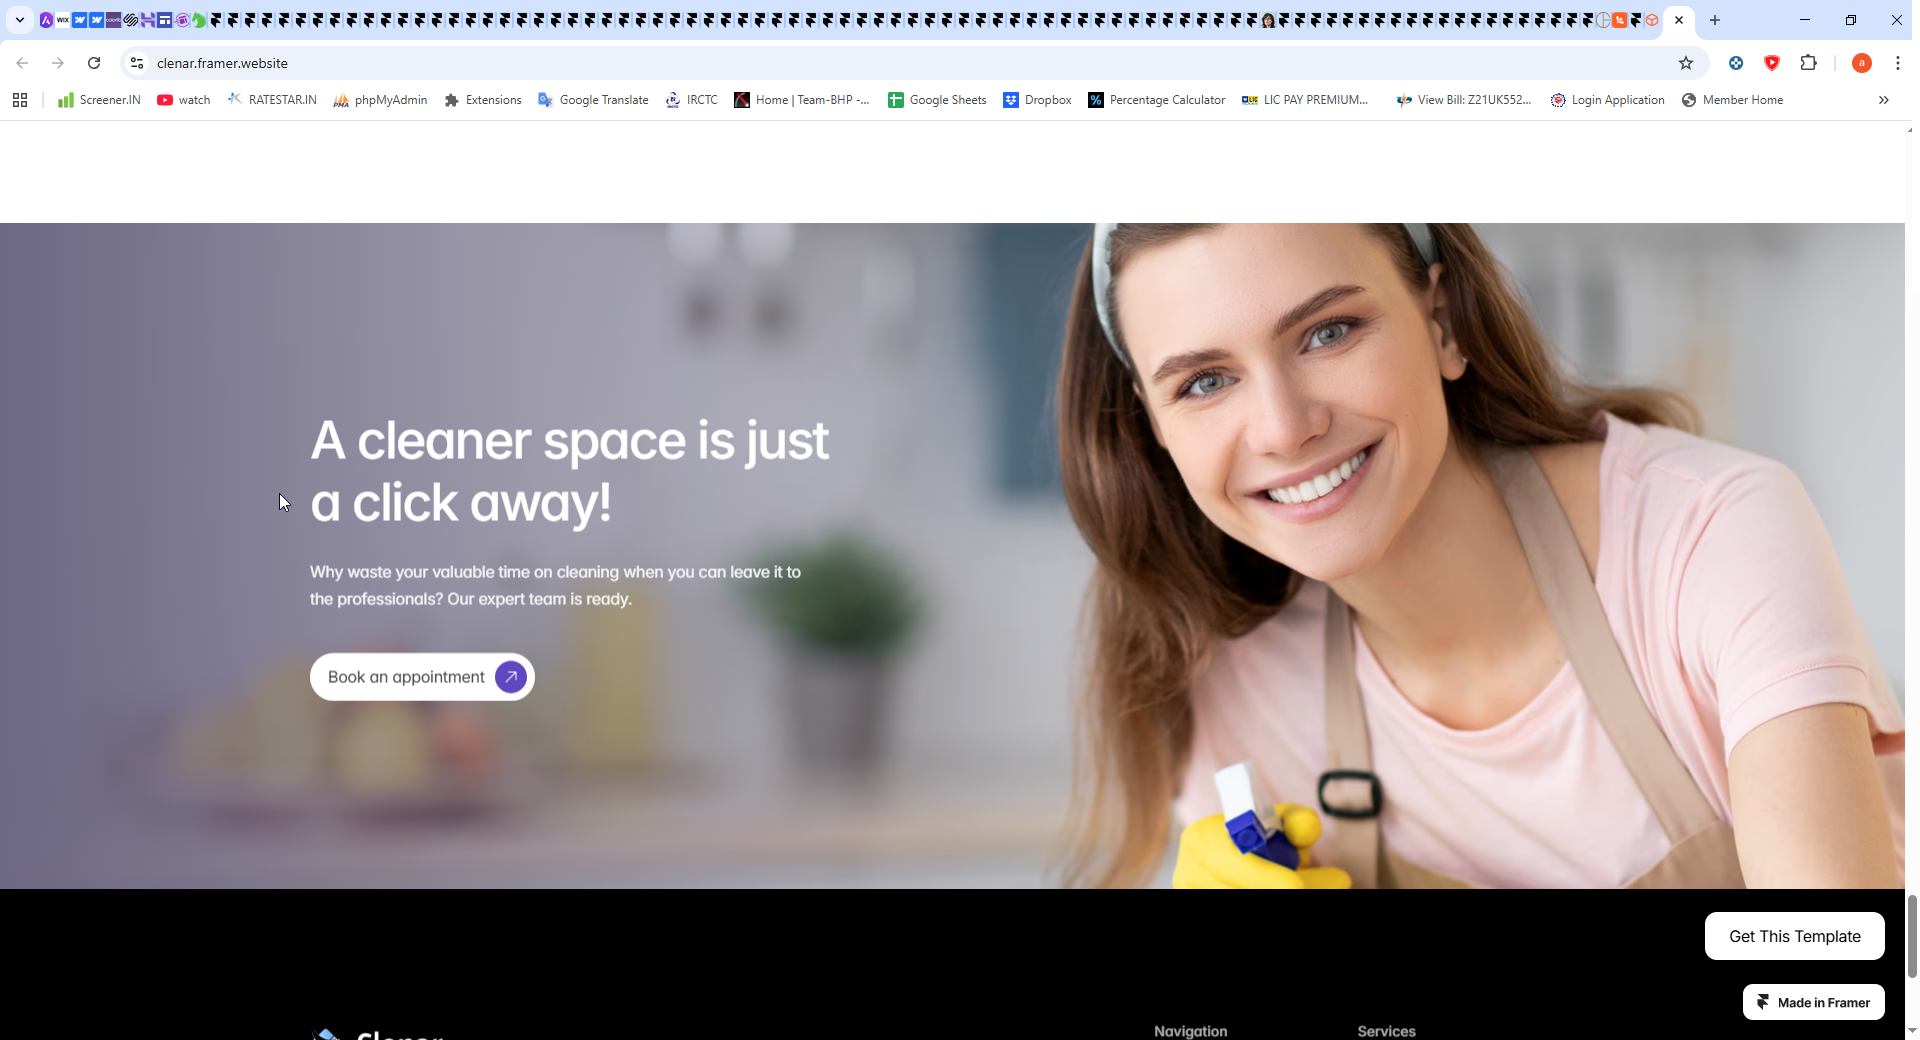 clenar.framer.website
Screener.IN
watch
RATESTAR.IN
phpMyAdmin
Extensions
Google Translate
IRCTC
Home | Team-BHP -...
Google Sheets
Dropbox
Percentage Calculator
LIC PAY PREMIUM...
View Bill: Z21UK552...
Login Application
Member Home
A cleaner space is just
a click away!
Why waste your valuable time on cleaning when you can leave it to
the professionals? Our expert team is ready.
Book an appointment
Get This Template
Made in Framer
Clenar
Navigation
Services